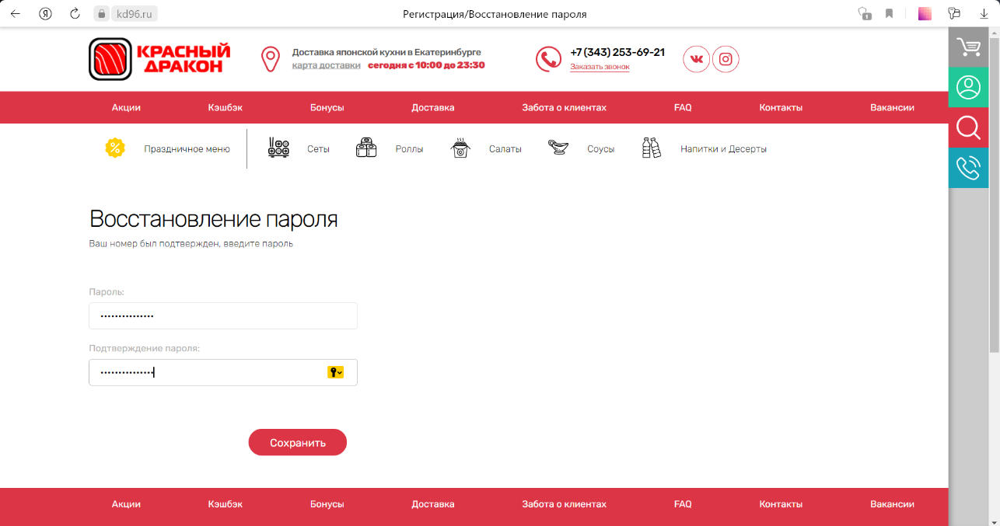 kd96.ru
Регистрация/Восстановление пароля
1
КРАСНЫЙ
ДРАКОН
Доставка японской кухни в Екатеринбурге
карта доставки сегодня с 10:00 до 23:30
+7 (343) 253-69-21
Заказать звонок
Акции Кэшбэк Бонусы Доставка Забота о клиентах FAQ Контакты Вакансии
Праздничное меню Сеты Роллы Салаты Соусы Напитки и Десерты
Восстановление пароля
Ваш номер был подтвержден, введите пароль
Пароль:
Подтверждение пароля:
Сохранить
Акции Кэшбэк Бонусы Доставка Забота о клиентах FAQ Контакты Вакансии